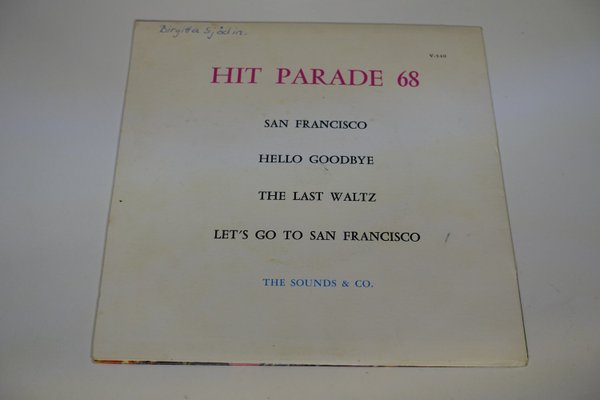 Birgitta Sjödin.
V-540
HIT PARADE 68
SAN FRANCISCO
HELLO GOODBYE
THE LAST WALTZ
LET'S GO TO SAN FRANCISCO
THE SOUNDS & CO.